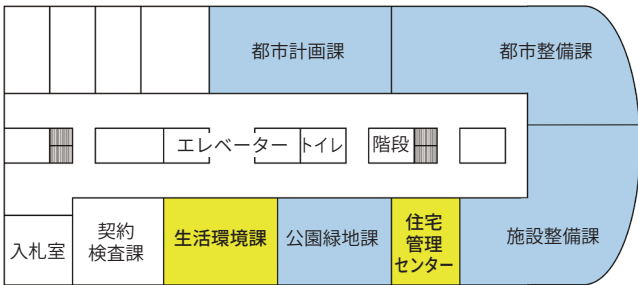 都市計画課
都市整備課
エレベーター
トイレ
階段
入札室
契約
検査課
生活環境課
公園緑地課
住宅
管理
センター
施設整備課